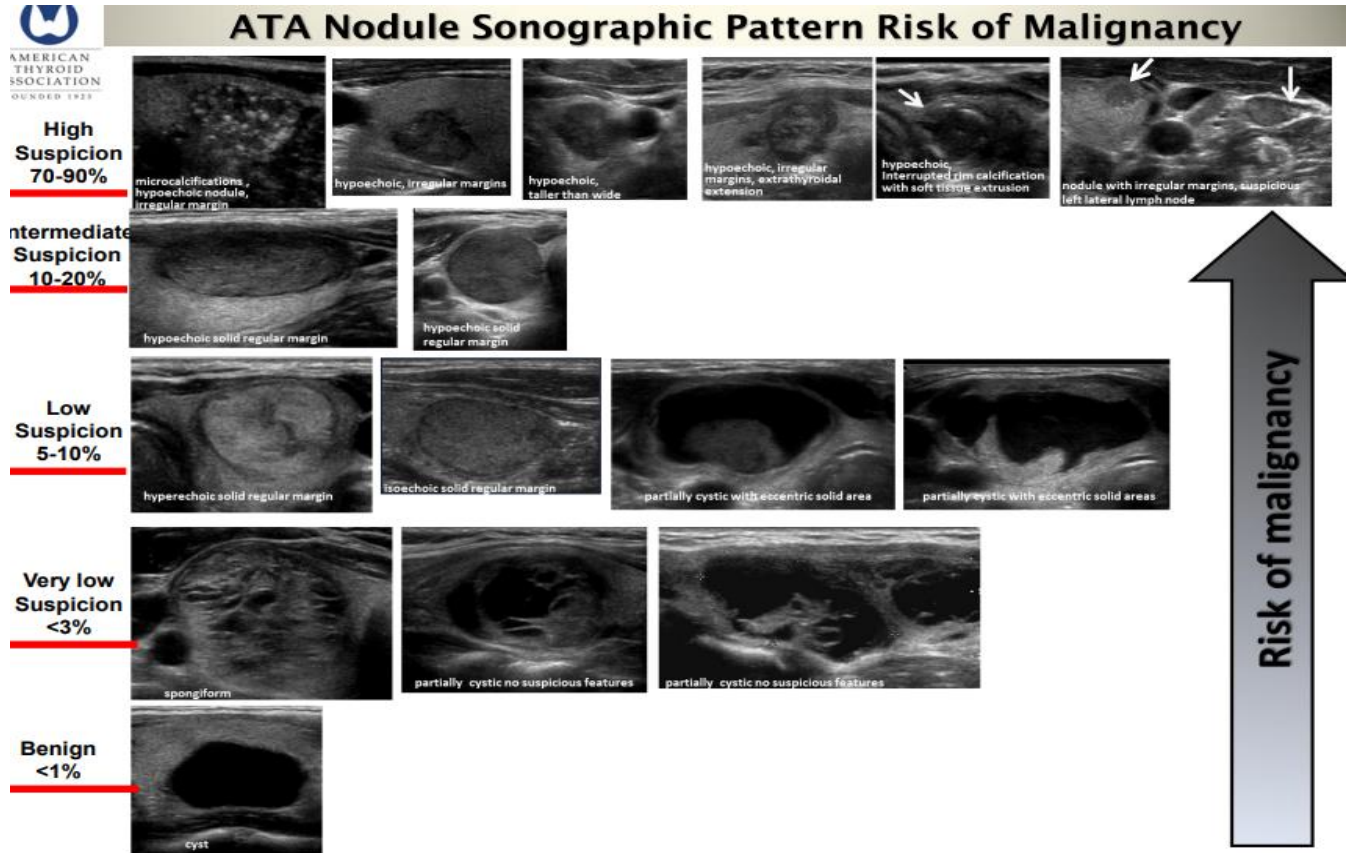 ATA Nodule Sonographic Pattern Risk of Malignancy
AMERICAN
THYROID
ASSOCIATION
FOUNDED 1923
High
Suspicion
70-90%
microcalcifications ,
hypoechoic nodule,
irregular margin
hypoechoic, irregular margins
hypoechoic,
taller than wide
hypoechoic, irregular
margins, extrathyroidal
extension
hypoechoic,
Interrupted rim calcification
with soft tissue extrusion
nodule with irregular margins, suspicious
left lateral lymph node
Intermediate
Suspicion
10-20%
hypoechoic solid regular margin
hypoechoic solid
regular margin
Low
Suspicion
5-10%
hyperechoic solid regular margin
isoechoic solid regular margin
partially cystic with eccentric solid area
partially cystic with eccentric solid areas
Very low
Suspicion
<3%
spongiform
partially cystic no suspicious features
partially cystic no suspicious features
Benign
<1%
cyst
Risk of malignancy